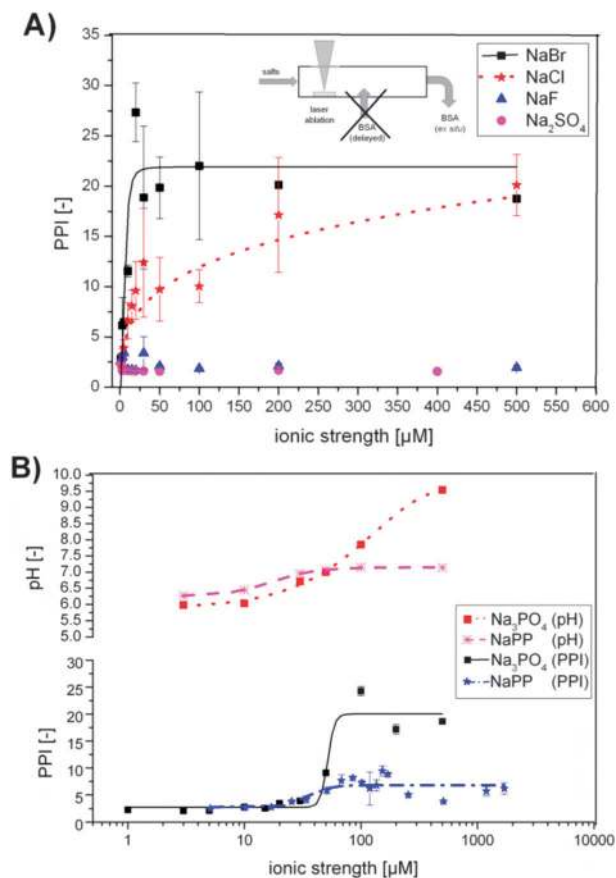 A)
35
30
25
20
15
10
5
0
PPI [-]
0 50 100 150 200 250 300 350 400 450 500
ionic strength [µM]
salts
laser
ablation
BSA
(delayed)
BSA
(ex situ)
NaBr
NaCl
NaF
Na₂SO₄
B)
10.0
9.5
9.0
8.5
8.0
7.5
7.0
6.5
6.0
5.5
5.0
pH [-]
30
25
20
15
10
5
0
PPI [-]
Na₃PO₄ (pH)
NaPP (pH)
Na₃PO₄ (PPI)
NaPP (PPI)
1 10 100 1000 10000
ionic strength [µM]